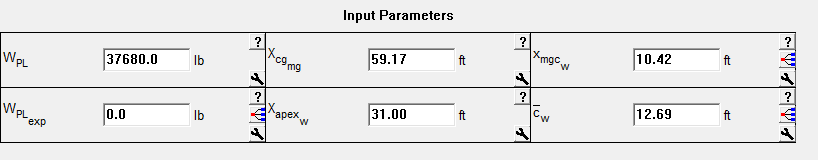 Input Parameters
W_PL 37680.0 lb ? X_cg_mg 59.17 ft ? x_mgc_w 10.42 ft ?
W_PL_exp 0.0 lb ? X_apex_w 31.00 ft ? c̅_w 12.69 ft ?